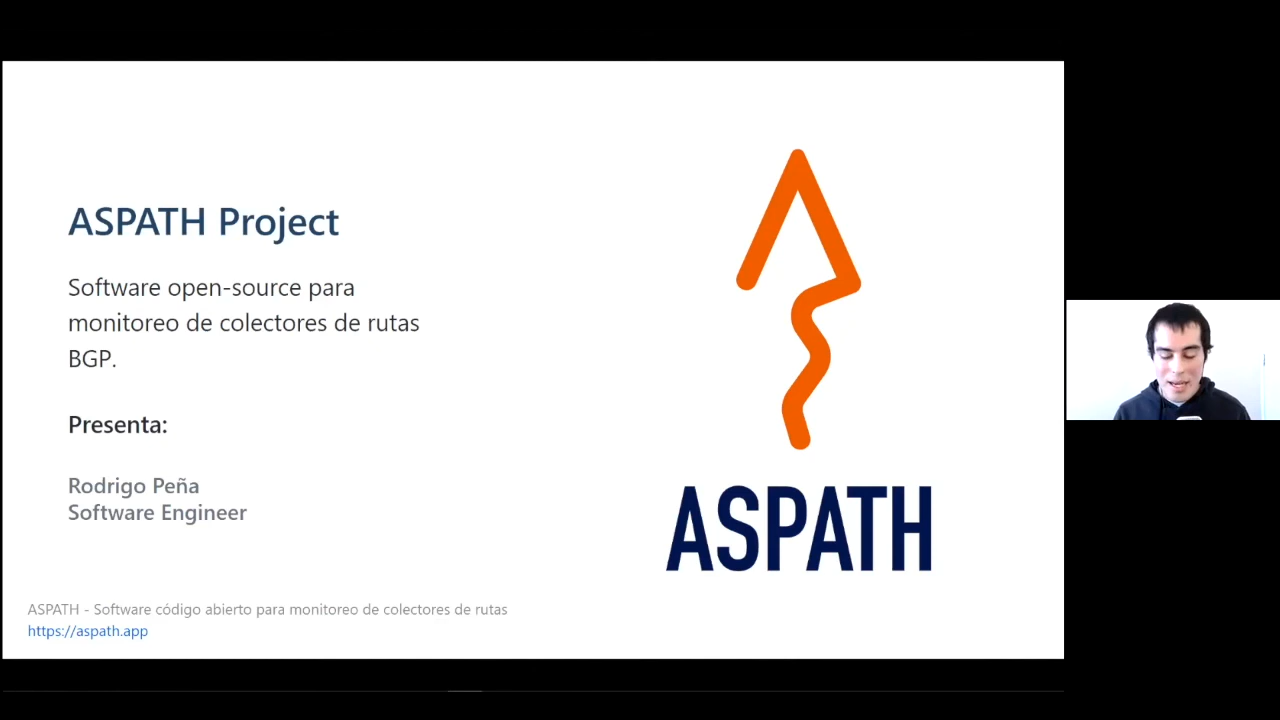 ASPATH Project
Software open-source para
monitoreo de colectores de rutas
BGP.
Presenta:
Rodrigo Peña
Software Engineer
ASPATH
ASPATH - Software código abierto para monitoreo de colectores de rutas
https://aspath.app